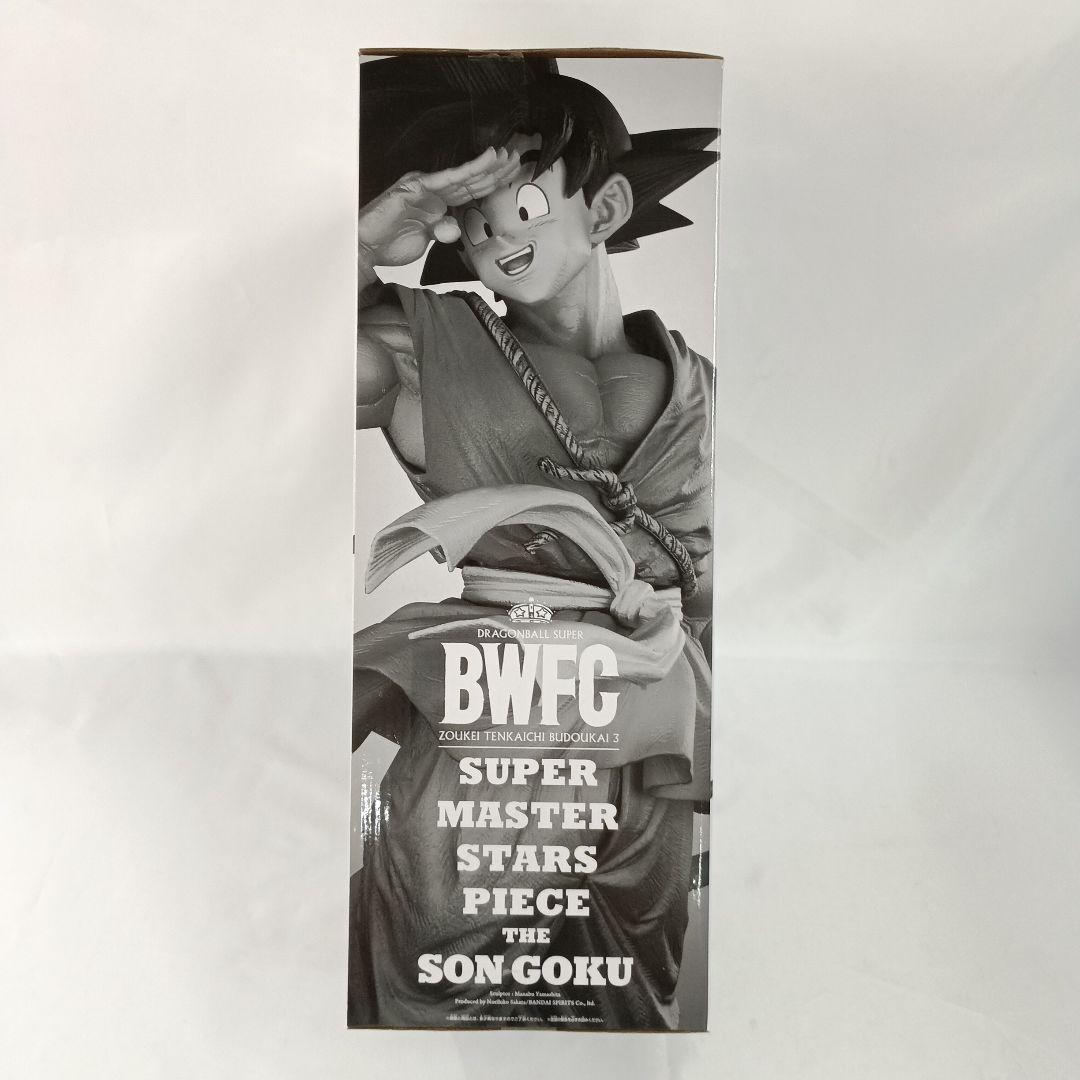 DRAGONBALL SUPER
BWFC
ZOUKEI TENKAICHI BUDOUKAI 3
SUPER
MASTER
STARS
PIECE
THE
SON GOKU
Sculptor : Manabu Yamashita
Produced by Norihiko Sakata/BANDAI SPIRITS Co., ltd.